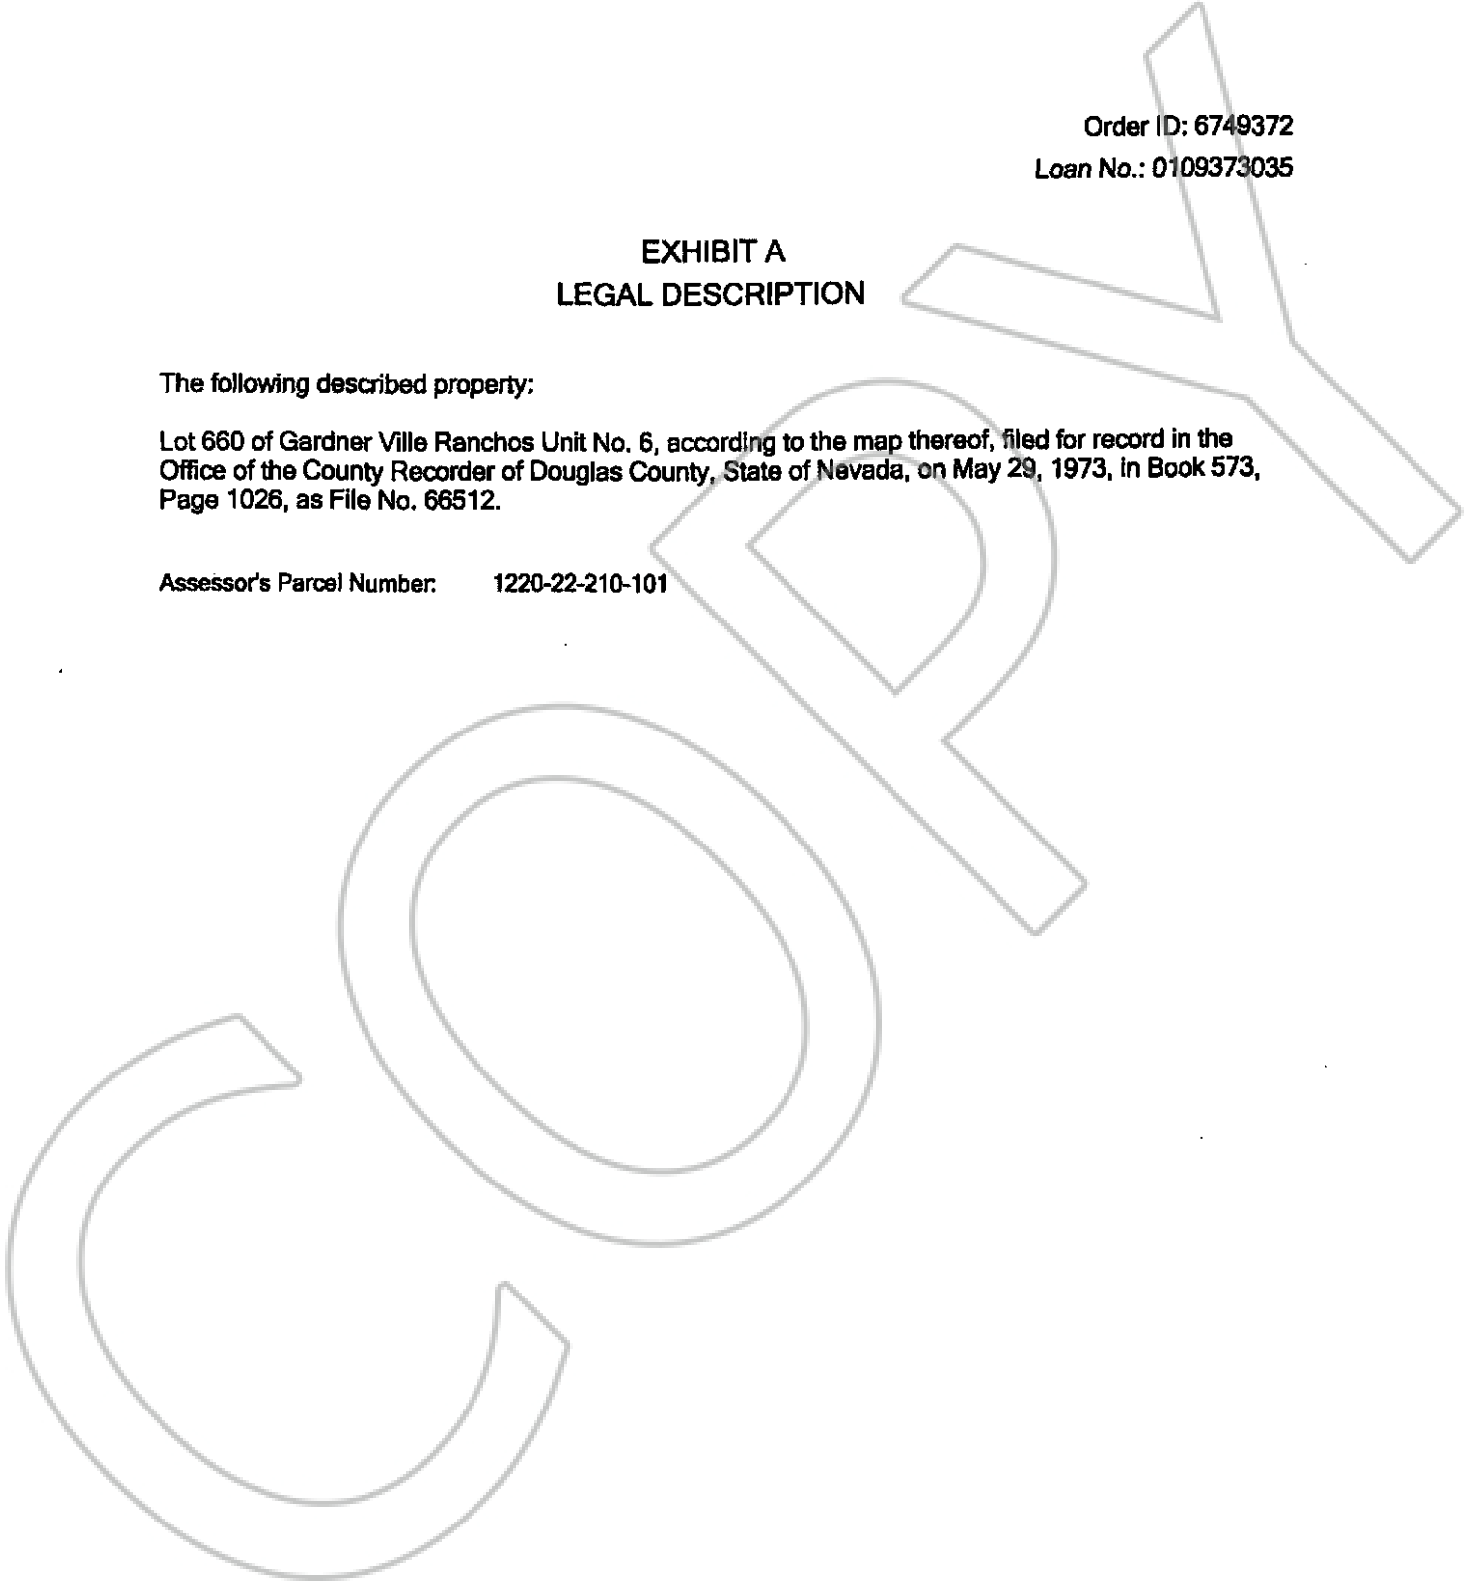 Order ID: 6749372
Loan No.: 0109373035
EXHIBIT A
LEGAL DESCRIPTION
The following described property:
Lot 660 of Gardner Ville Ranchos Unit No. 6, according to the map thereof, filed for record in the
Office of the County Recorder of Douglas County, State of Nevada, on May 29, 1973, in Book 573,
Page 1026, as File No. 66512.
Assessor's Parcel Number: 1220-22-210-101
COPY